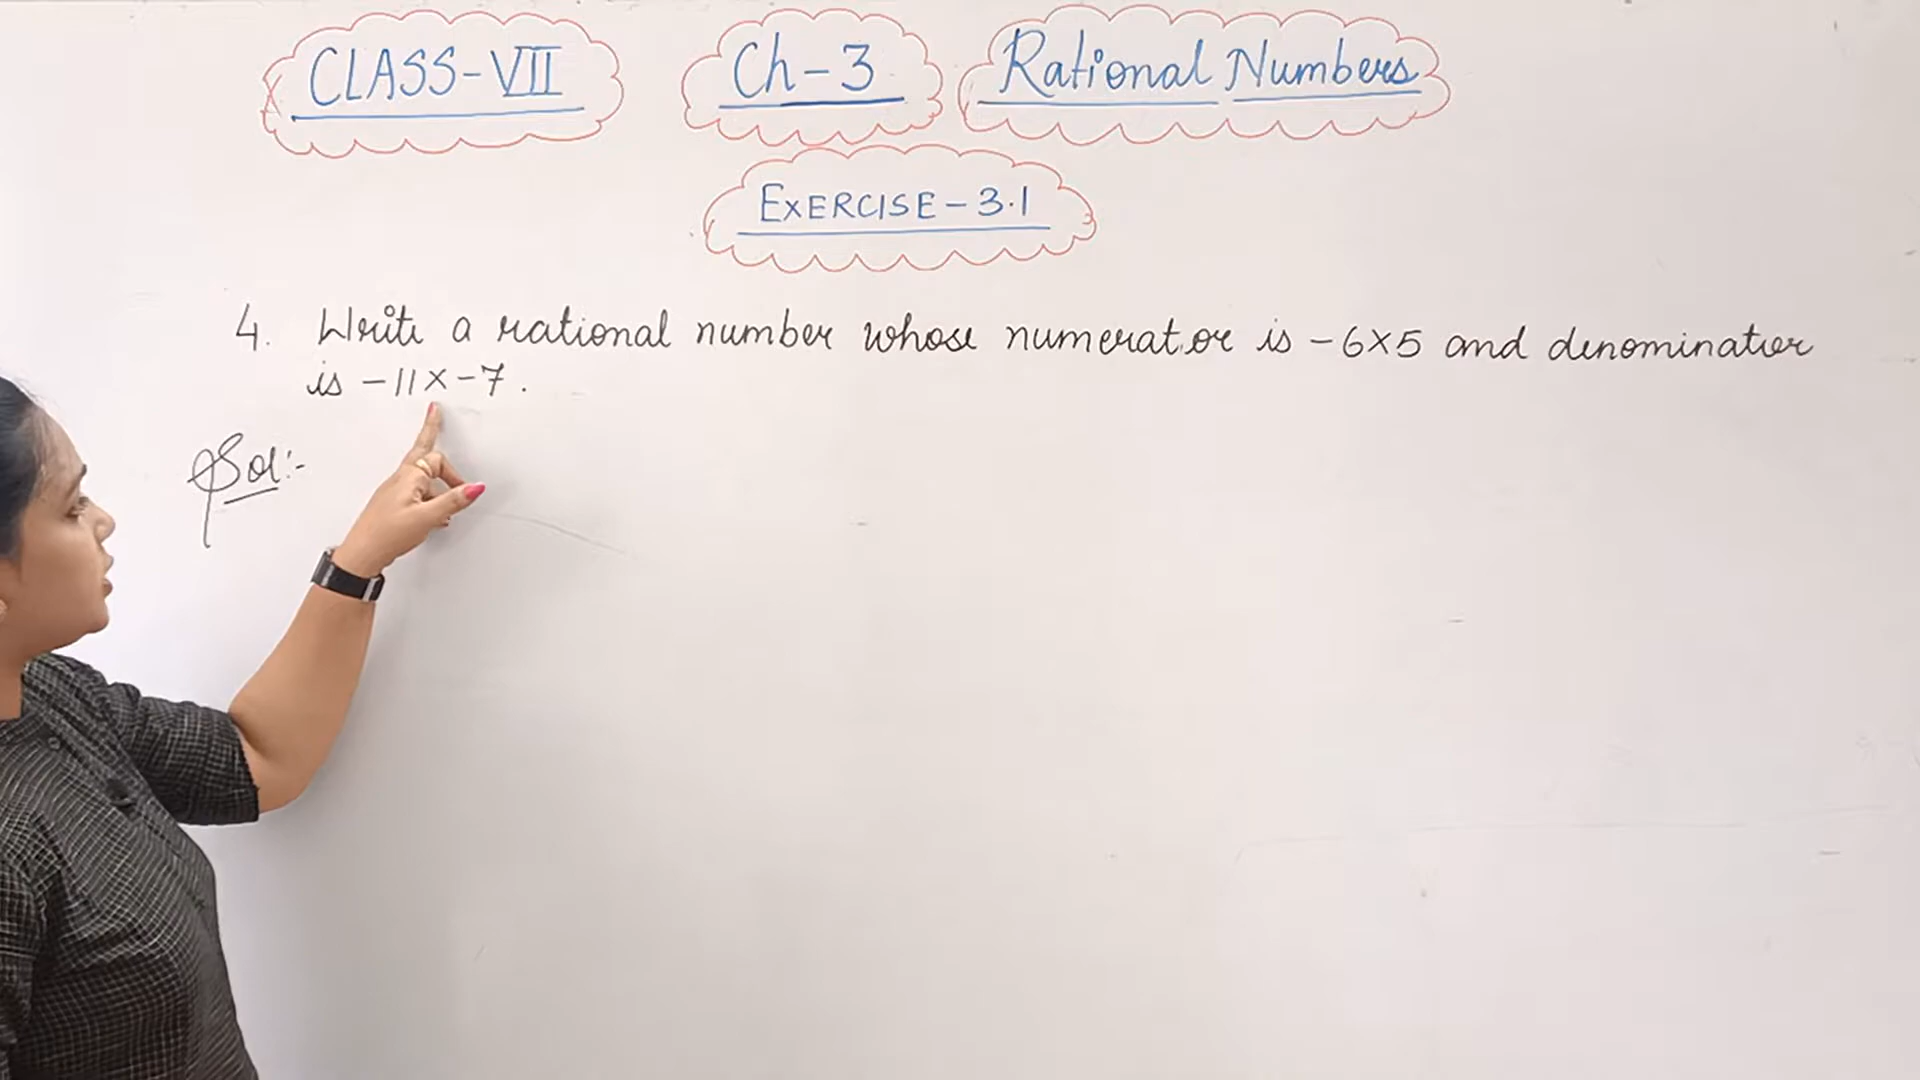 CLASS-VII Ch-3 Rational Numbers
EXERCISE-3.1
4. Write a rational number whose numerator is -6×5 and denominator
is -11×-7.
Sol:-